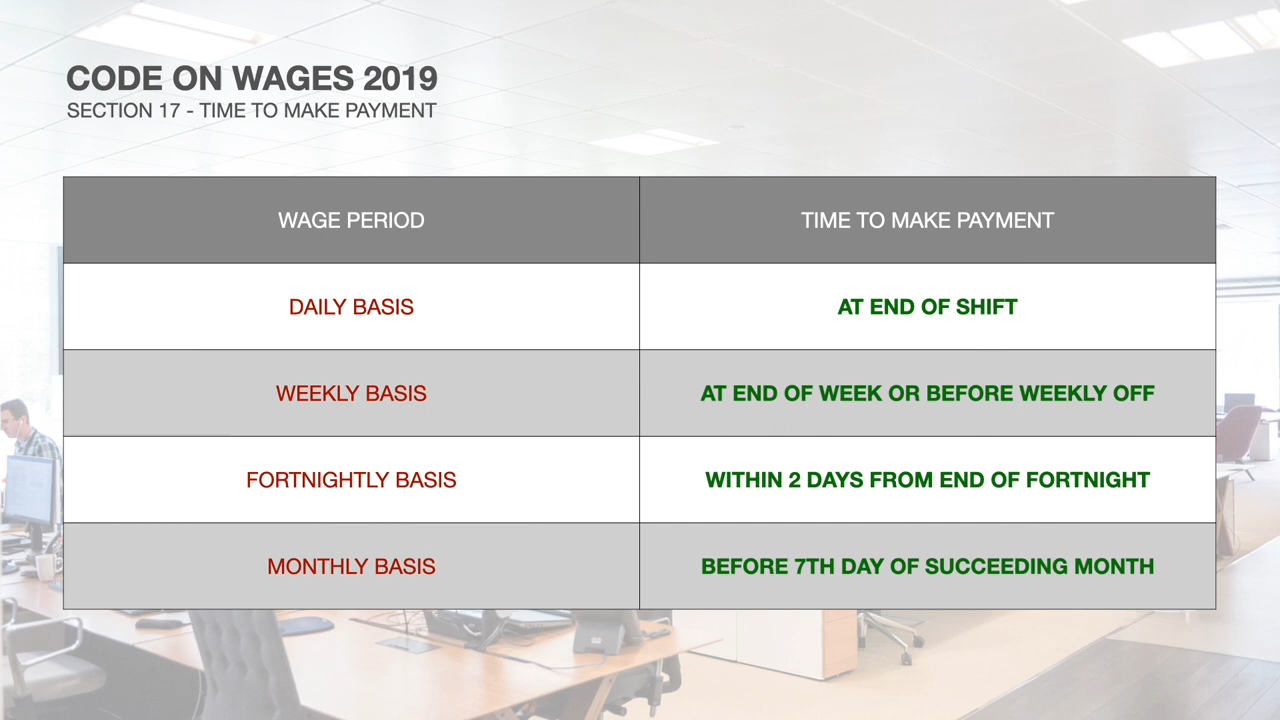 CODE ON WAGES 2019
SECTION 17 - TIME TO MAKE PAYMENT
WAGE PERIOD
TIME TO MAKE PAYMENT
DAILY BASIS
AT END OF SHIFT
WEEKLY BASIS
AT END OF WEEK OR BEFORE WEEKLY OFF
FORTNIGHTLY BASIS
WITHIN 2 DAYS FROM END OF FORTNIGHT
MONTHLY BASIS
BEFORE 7TH DAY OF SUCCEEDING MONTH